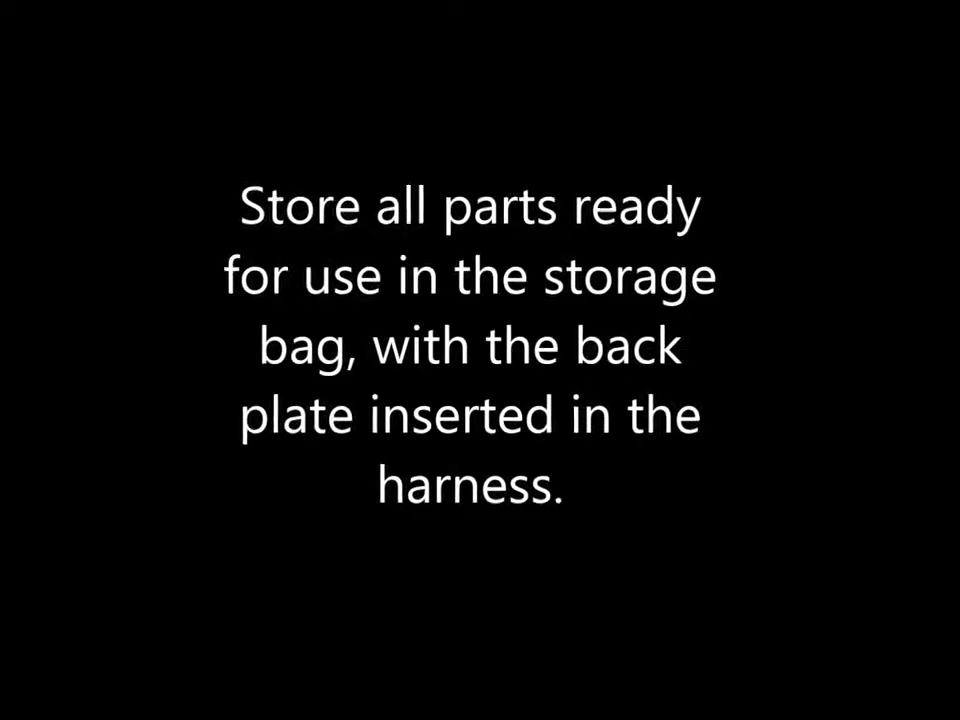 Store all parts ready
for use in the storage
bag, with the back
plate inserted in the
harness.